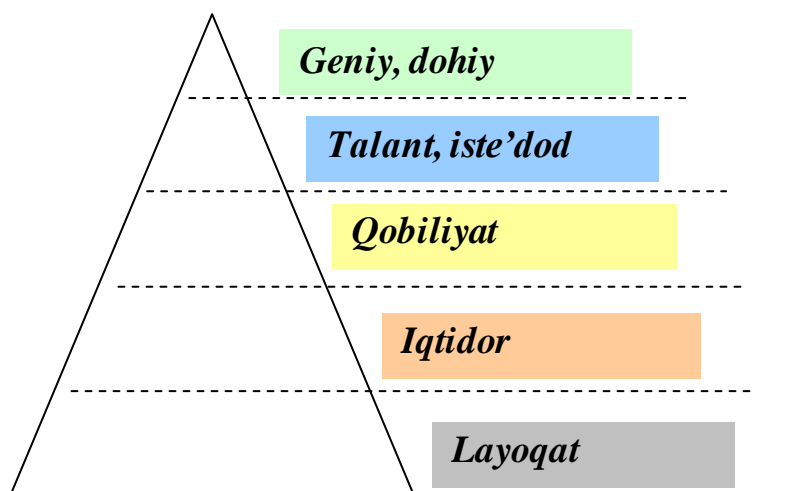 Geniy, dohiy
Talant, iste’dod
Qobiliyat
Iqtidor
Layoqat